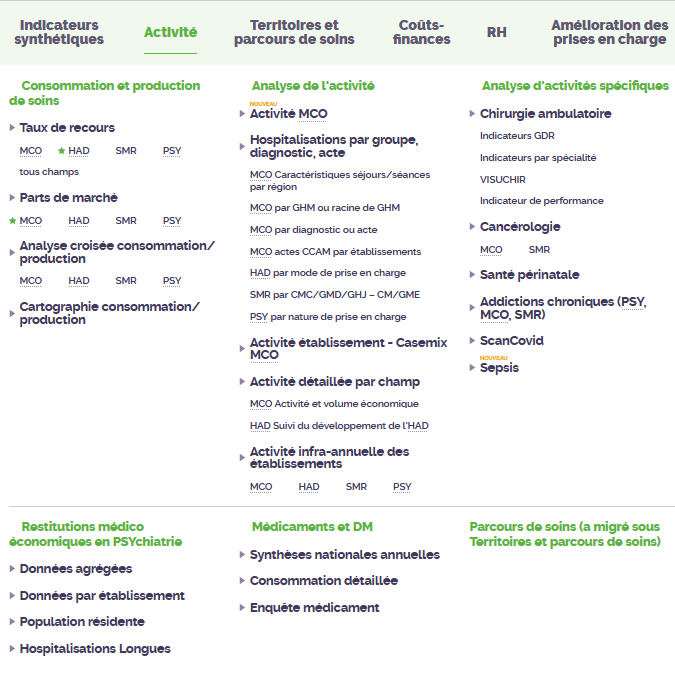 Indicateurs
synthétiques
Activité
Territoires et
parcours de soins
Coûts-
finances
RH
Amélioration des
prises en charge
Consommation et production
de soins
Taux de recours
MCO HAD SMR PSY
tous champs
Parts de marché
MCO HAD SMR PSY
Analyse croisée consommation/
production
MCO HAD SMR PSY
Cartographie consommation/
production
Analyse de l'activité
NOUVEAU
Activité MCO
Hospitalisations par groupe,
diagnostic, acte
MCO Caractéristiques séjours/séances
par région
MCO par GHM ou racine de GHM
MCO par diagnostic ou acte
MCO actes CCAM par établissements
HAD par mode de prise en charge
SMR par CMC/GMD/GHJ – CM/GME
PSY par nature de prise en charge
Activité établissement - Casemix
MCO
Activité détaillée par champ
MCO Activité et volume économique
HAD Suivi du développement de l'HAD
Activité infra-annuelle des
établissements
MCO HAD SMR PSY
Analyse d'activités spécifiques
Chirurgie ambulatoire
Indicateurs GDR
Indicateurs par spécialité
VISUCHIR
Indicateur de performance
Cancérologie
MCO SMR
Santé périnatale
Addictions chroniques (PSY,
MCO, SMR)
ScanCovid
NOUVEAU
Sepsis
Restitutions médico
économiques en PSYchiatrie
Données agrégées
Données par établissement
Population résidente
Hospitalisations Longues
Médicaments et DM
Synthèses nationales annuelles
Consommation détaillée
Enquête médicament
Parcours de soins (a migré sous
Territoires et parcours de soins)